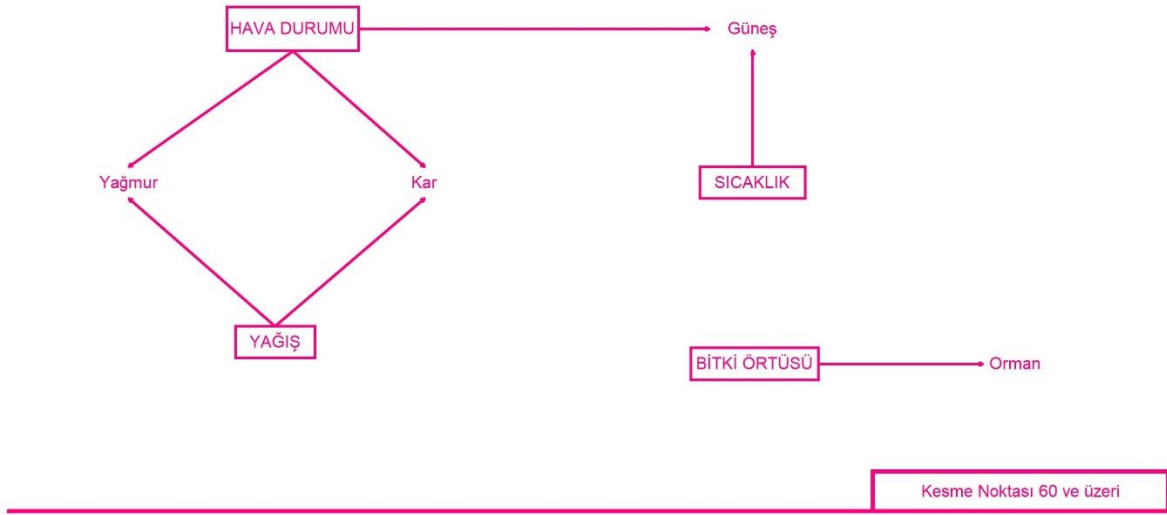 HAVA DURUMU
Güneş
Yağmur
Kar
SICAKLIK
YAĞIŞ
BİTKİ ÖRTÜSÜ
Orman
Kesme Noktası 60 ve üzeri